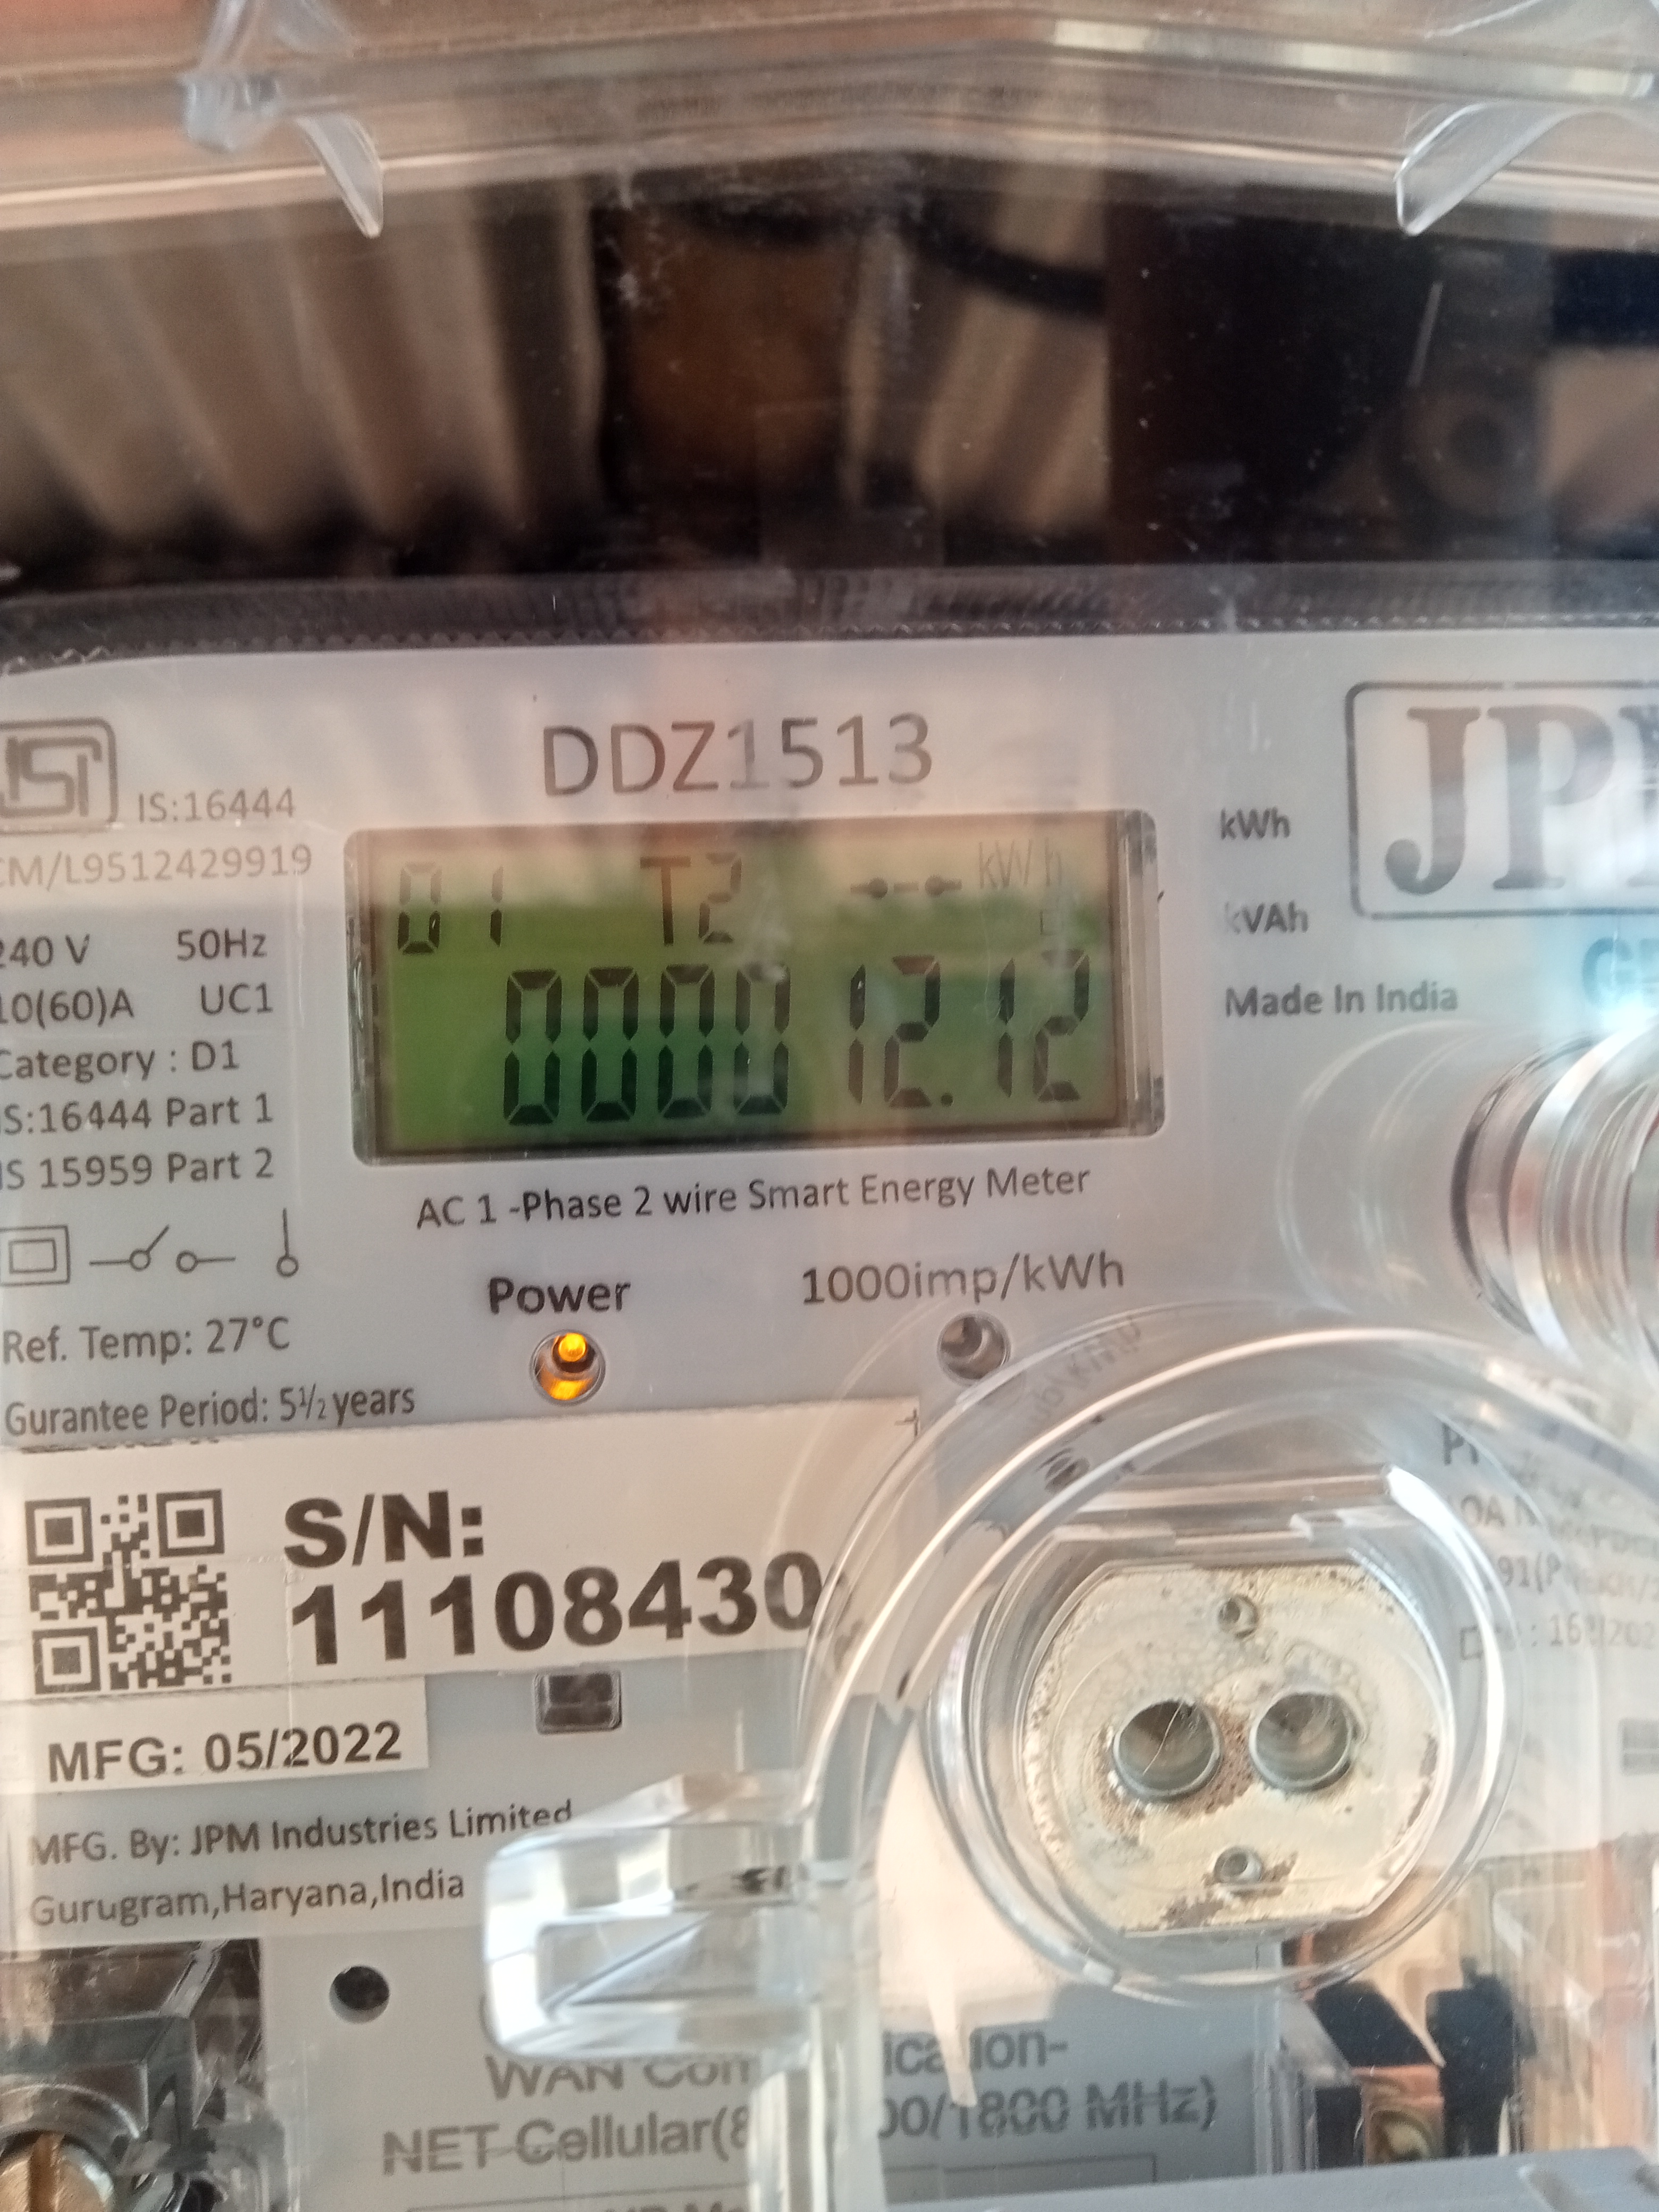 DDZ1513
ISI
IS:16444
CM/L9512429919
240 V 50Hz
10(60)A UC1
Category : D1
IS:16444 Part 1
IS 15959 Part 2
Ref. Temp: 27°C
Gurantee Period: 5½ years
01 T2 kWh
000012.12
kWh
kVAh
Made In India
JP
AC 1 -Phase 2 wire Smart Energy Meter
Power 1000imp/kWh
S/N:
11108430
MFG: 05/2022
MFG. By: JPM Industries Limited
Gurugram,Haryana,India
WAN
NET-Cellular(
00/1800 MHz)